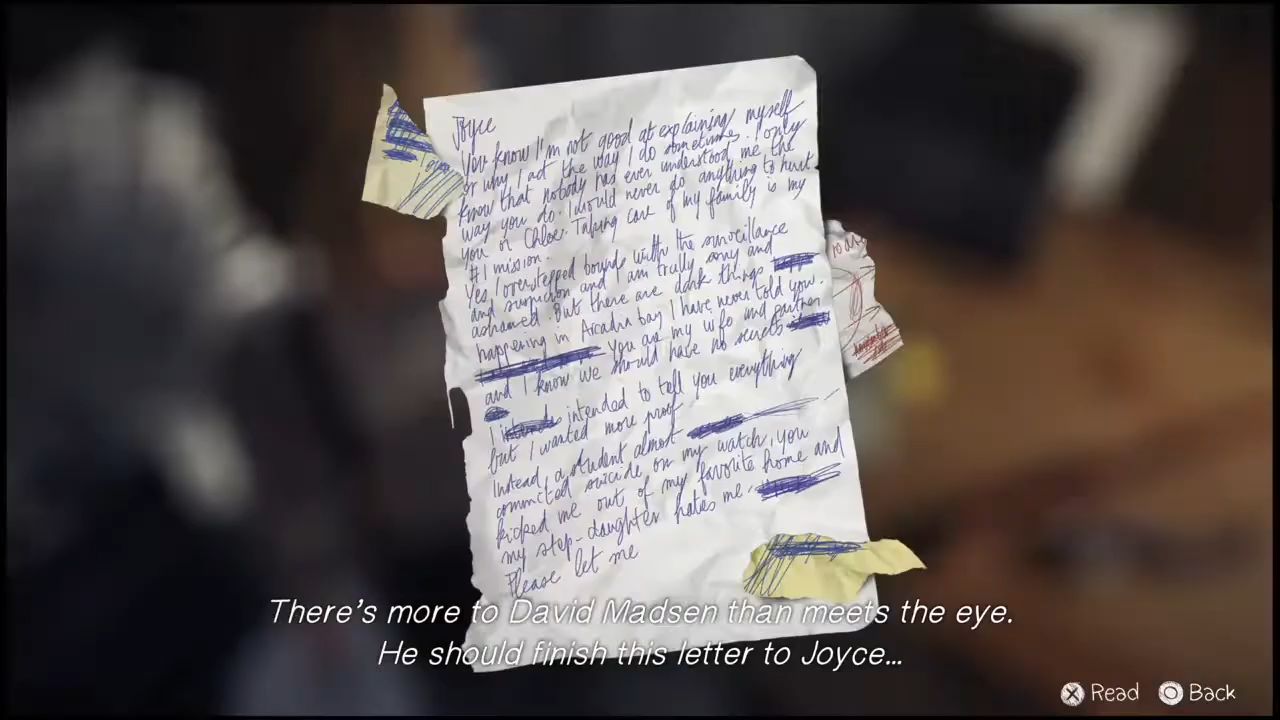 Joyce
You know I'm not good at explaining myself
or why I act the way I do sometimes. I only
know that nobody has ever understood me the
way you do. I would never do anything to hurt
you or Chloe. Taking care of my family is my
#1 mission.
Yes, I overstepped bounds with the surveillance
and suspicion and I am trully sorry and
ashamed. But there are dark things
happening in Arcadia bay I have never told you.
You are my wife and partner
and I know we should have no secrets
I intended to tell you everything
but I wanted more proof
Instead, a student almost
committed suicide on my watch, you
kicked me out of my favorite home and
my step-daughter hates me.
Please let me
There's more to David Madsen than meets the eye.
He should finish this letter to Joyce...
Read Back